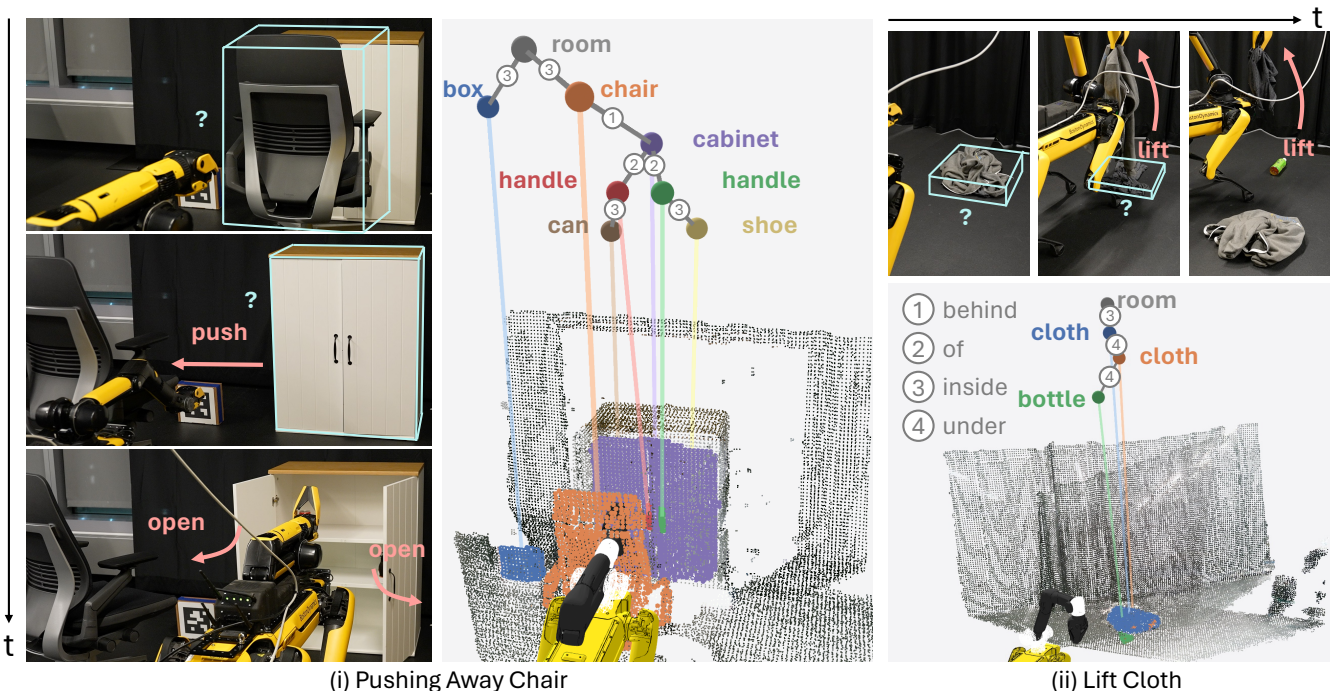 t
?
?
push
open
open
room
3
3
box
chair
1
cabinet
2
2
handle
handle
3
3
can
shoe
t
lift
lift
?
?
BostonDynamics
1 behind
2 of
3 inside
4 under
room
3
cloth
4
cloth
4
bottle
(i) Pushing Away Chair
(ii) Lift Cloth